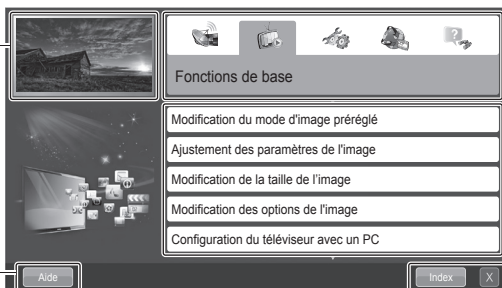 Fonctions de base
Modification du mode d'image préréglé
Ajustement des paramètres de l'image
Modification de la taille de l'image
Modification des options de l'image
Configuration du téléviseur avec un PC
Aide
Index
X